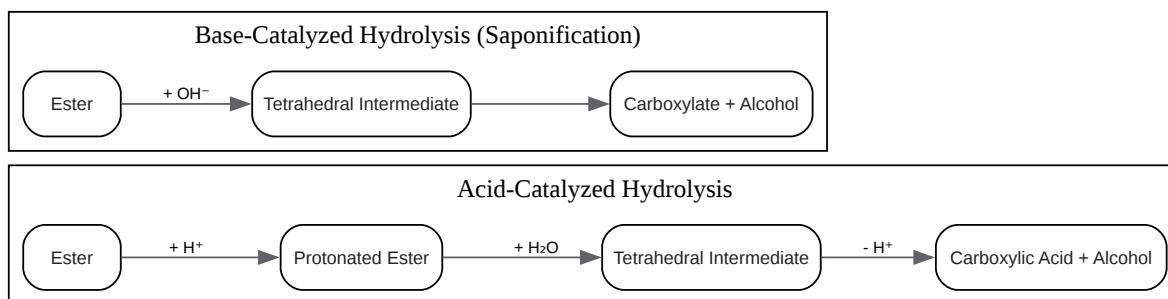 Base-Catalyzed Hydrolysis (Saponification)
Ester
+ OH⁻
Tetrahedral Intermediate
Carboxylate + Alcohol
Acid-Catalyzed Hydrolysis
Ester
+ H⁺
Protonated Ester
+ H₂O
Tetrahedral Intermediate
- H⁺
Carboxylic Acid + Alcohol